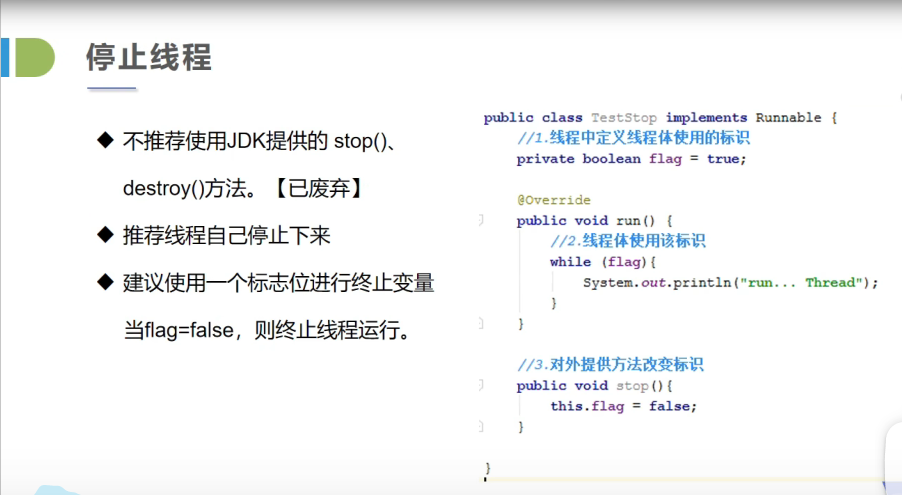 停止线程
◆ 不推荐使用JDK提供的 stop()、
destroy()方法。【已废弃】
◆ 推荐线程自己停止下来
◆ 建议使用一个标志位进行终止变量
当flag=false，则终止线程运行。
public class TestStop implements Runnable {
//1.线程中定义线程体使用的标识
private boolean flag = true;
@Override
public void run() {
//2.线程体使用该标识
while (flag){
System.out.println("run... Thread");
}
}
//3.对外提供方法改变标识
public void stop(){
this.flag = false;
}
}